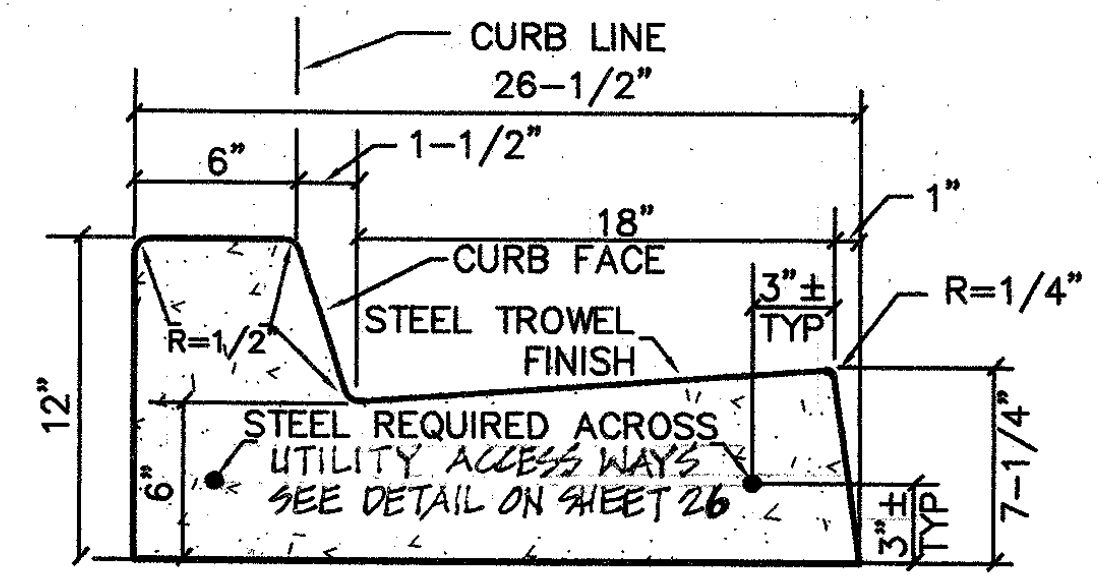 CURB LINE
26-1/2"
1-1/2"
6"
1"
18"
CURB FACE
3" ±
TYP
R=1/4"
STEEL TROWEL
FINISH
R=1/2"
12"
STEEL REQUIRED ACROSS
UTILITY ACCESS WAYS
SEE DETAIL ON SHEET 26
6"
3" ±
TYP
7-1/4"